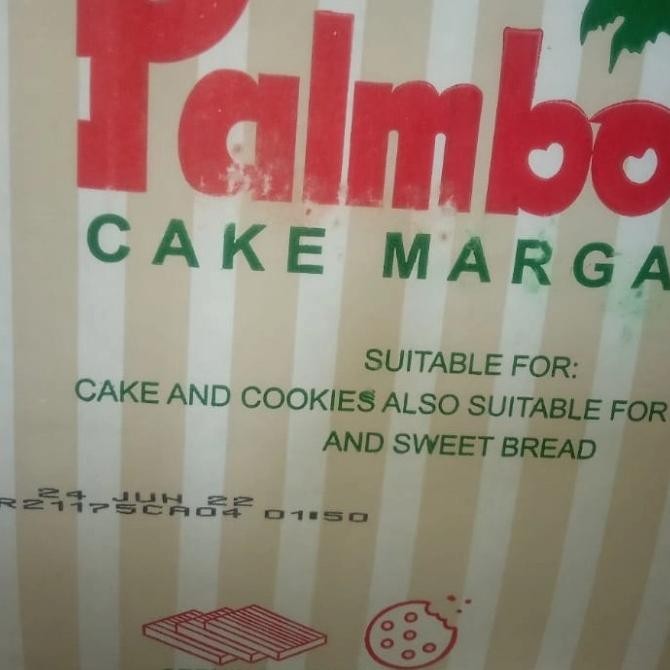 Palmbo
CAKE MARGA
SUITABLE FOR:
CAKE AND COOKIES ALSO SUITABLE FOR
AND SWEET BREAD
24 JUN 22
R21175CA04 01:50